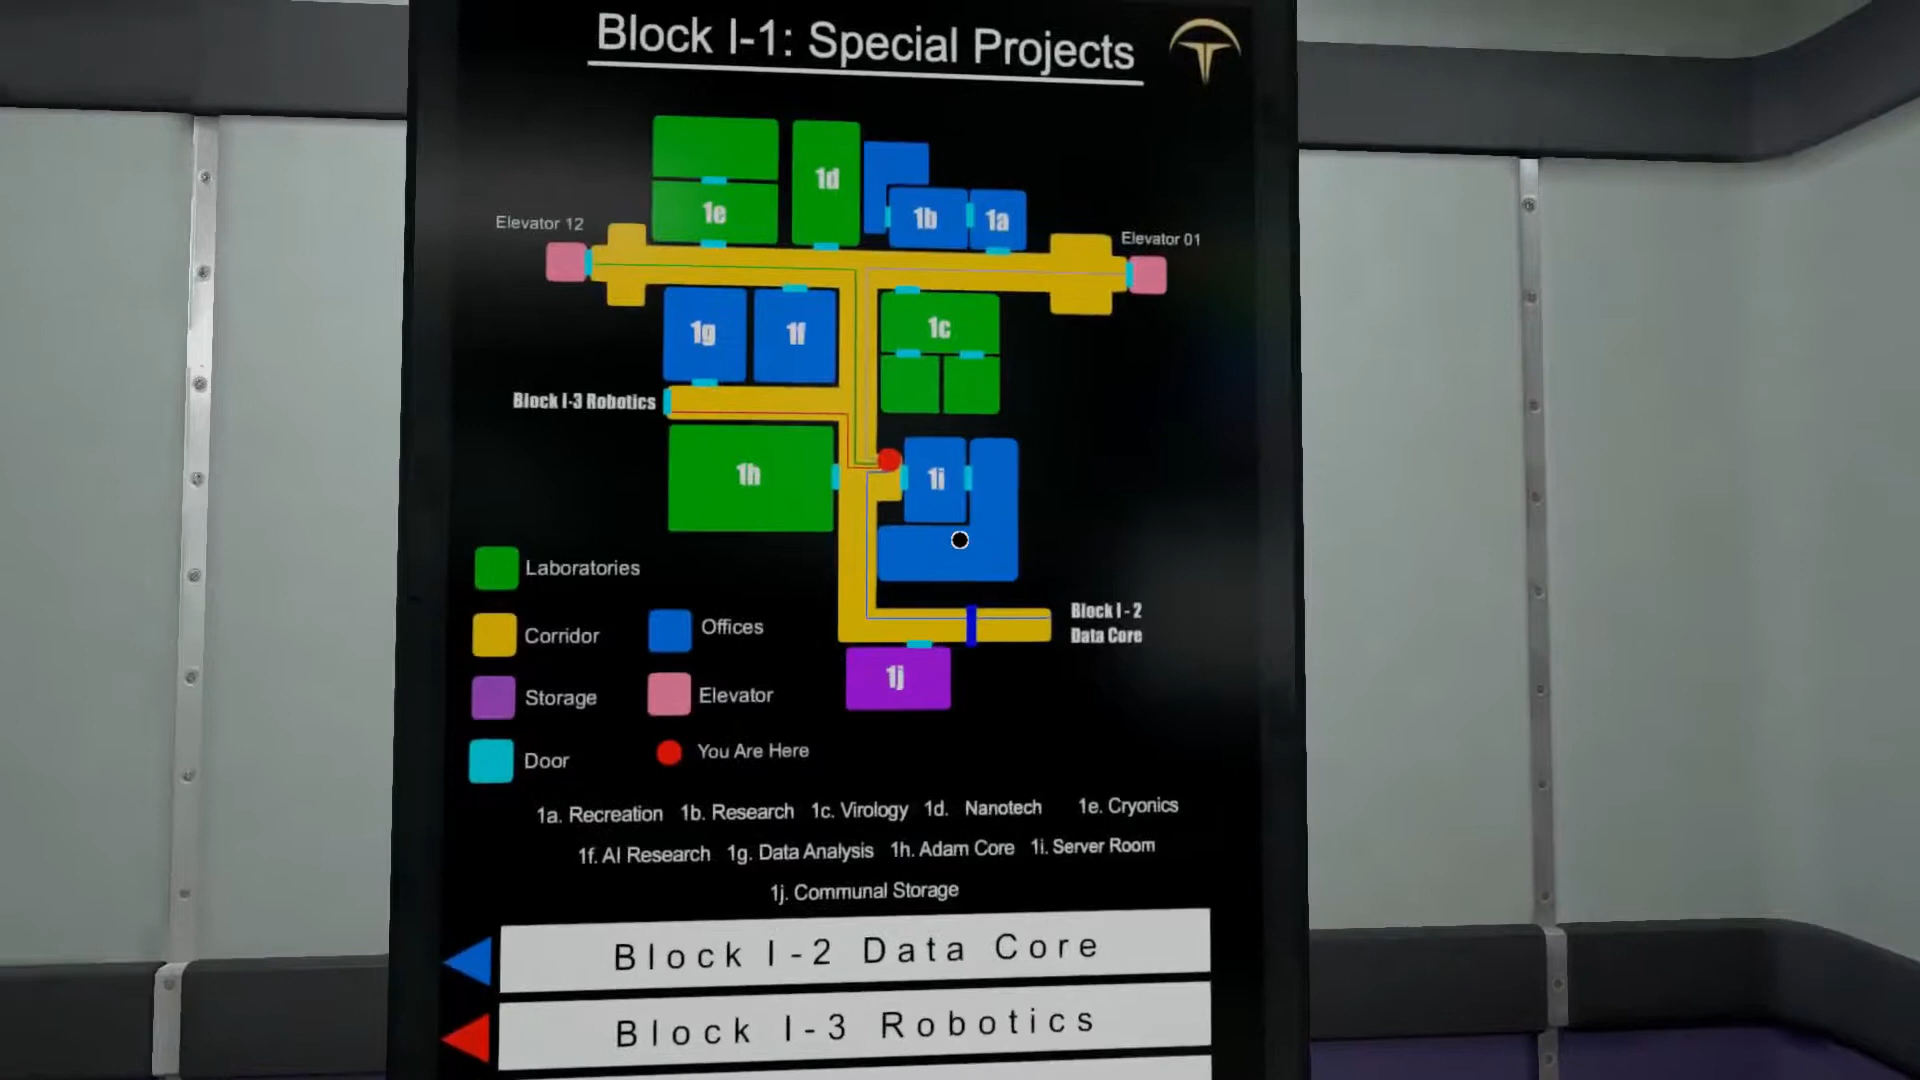 Block I-1: Special Projects
1d
1e
1b
1a
Elevator 12
Elevator 01
1g
1f
1c
Block I-3 Robotics
1h
1i
Laboratories
Block I - 2
Data Core
Corridor
Offices
1j
Storage
Elevator
Door
You Are Here
1a. Recreation 1b. Research 1c. Virology 1d. Nanotech 1e. Cryonics
1f. AI Research 1g. Data Analysis 1h. Adam Core 1i. Server Room
1j. Communal Storage
Block I-2 Data Core
Block I-3 Robotics